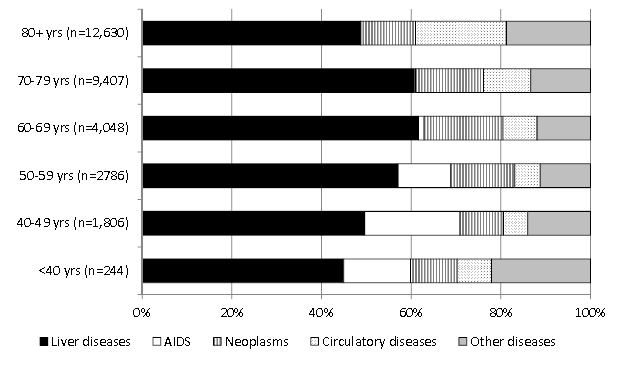 80+ yrs (n=12,630)
70-79 yrs (n=9,407)
60-69 yrs (n=4,048)
50-59 yrs (n=2786)
40-49 yrs (n=1,806)
<40 yrs (n=244)
0% 20% 40% 60% 80% 100%
Liver diseases AIDS Neoplasms Circulatory diseases Other diseases